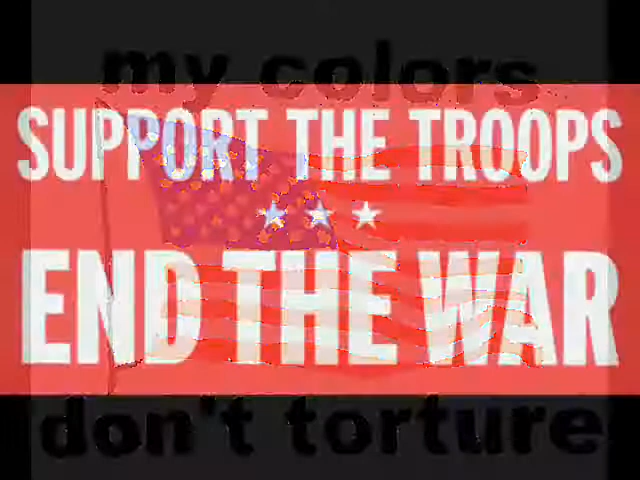 my colors
SUPPORT THE TROOPS
END THE WAR
don't torture